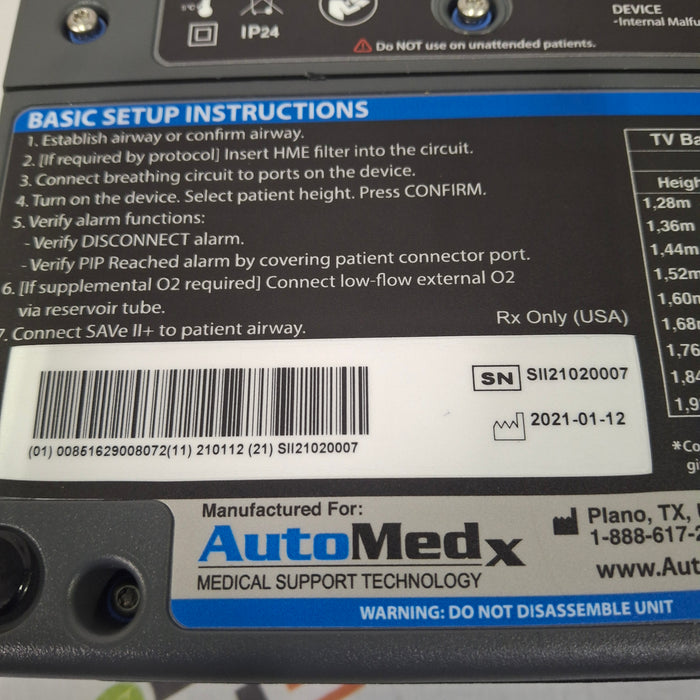 5°C
DEVICE
-Internal Malfu
IP24
Do NOT use on unattended patients.
BASIC SETUP INSTRUCTIONS
1. Establish airway or confirm airway.
2. [If required by protocol] Insert HME filter into the circuit.
3. Connect breathing circuit to ports on the device.
4. Turn on the device. Select patient height. Press CONFIRM.
5. Verify alarm functions:
- Verify DISCONNECT alarm.
- Verify PIP Reached alarm by covering patient connector port.
6. [If supplemental O2 required] Connect low-flow external O2
via reservoir tube.
7. Connect SAVe II+ to patient airway.
Rx Only (USA)
TV Ba
Heigh
1,28m
1,36m
1,44m
1,52m
1,60m
1,68m
1,76
1,84
1,9
*Co
gi
SN SII21020007
2021-01-12
(01) 00851629008072(11) 210112 (21) SII21020007
Manufactured For:
AutoMedx
MEDICAL SUPPORT TECHNOLOGY
Plano, TX, U
1-888-617-2
www.Aut
WARNING: DO NOT DISASSEMBLE UNIT